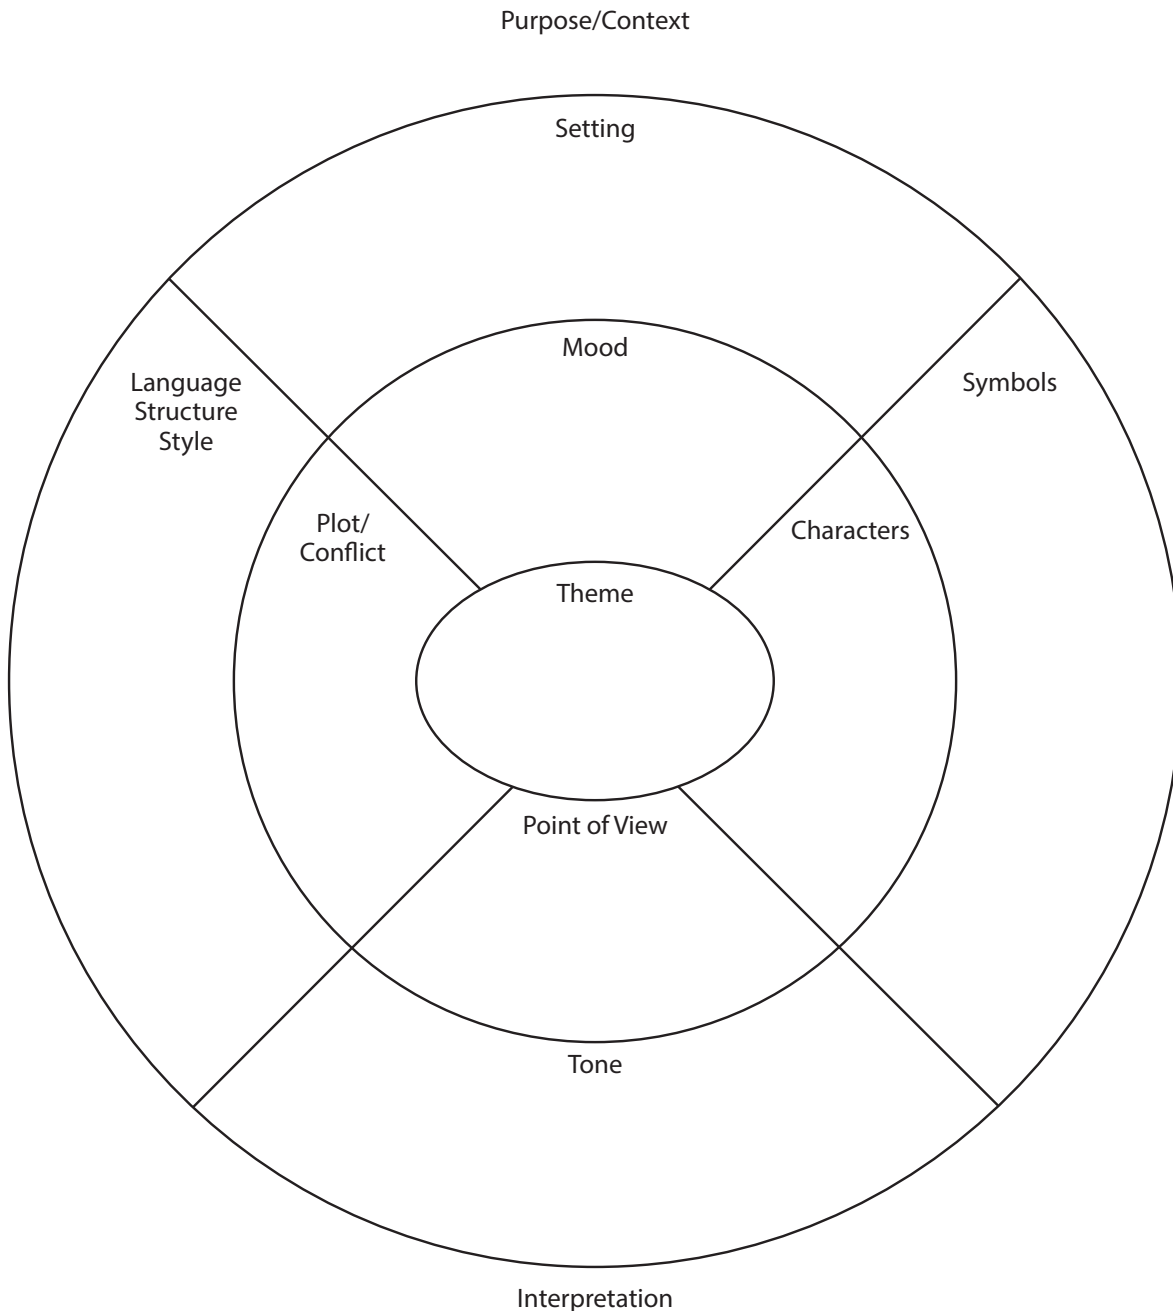 Purpose/Context
Setting
Mood
Language
Structure
Style
Symbols
Plot/
Conflict
Characters
Theme
Point of View
Tone
Interpretation